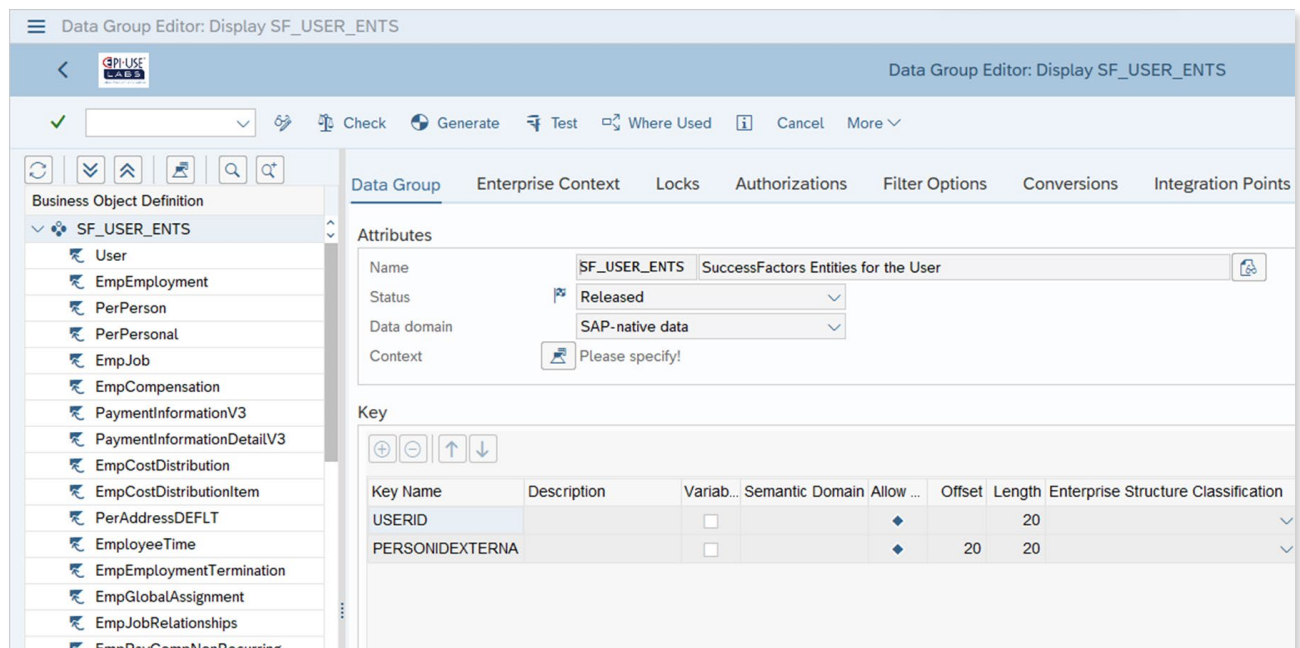 Data Group Editor: Display SF_USER_ENTS
EPI-USE
LABS
Data Group Editor: Display SF_USER_ENTS
Check Generate Test Where Used Cancel More
Business Object Definition
SF_USER_ENTS
User
EmpEmployment
PerPerson
PerPersonal
EmpJob
EmpCompensation
PaymentInformationV3
PaymentInformationDetailV3
EmpCostDistribution
EmpCostDistributionItem
PerAddressDEFLT
EmployeeTime
EmpEmploymentTermination
EmpGlobalAssignment
EmpJobRelationships
EmpPayCompNonRecurring
Data Group Enterprise Context Locks Authorizations Filter Options Conversions Integration Points
Attributes
Name SF_USER_ENTS SuccessFactors Entities for the User
Status Released
Data domain SAP-native data
Context Please specify!
Key
Key Name Description Variab... Semantic Domain Allow ... Offset Length Enterprise Structure Classification
USERID 20
PERSONIDEXTERNA 20 20